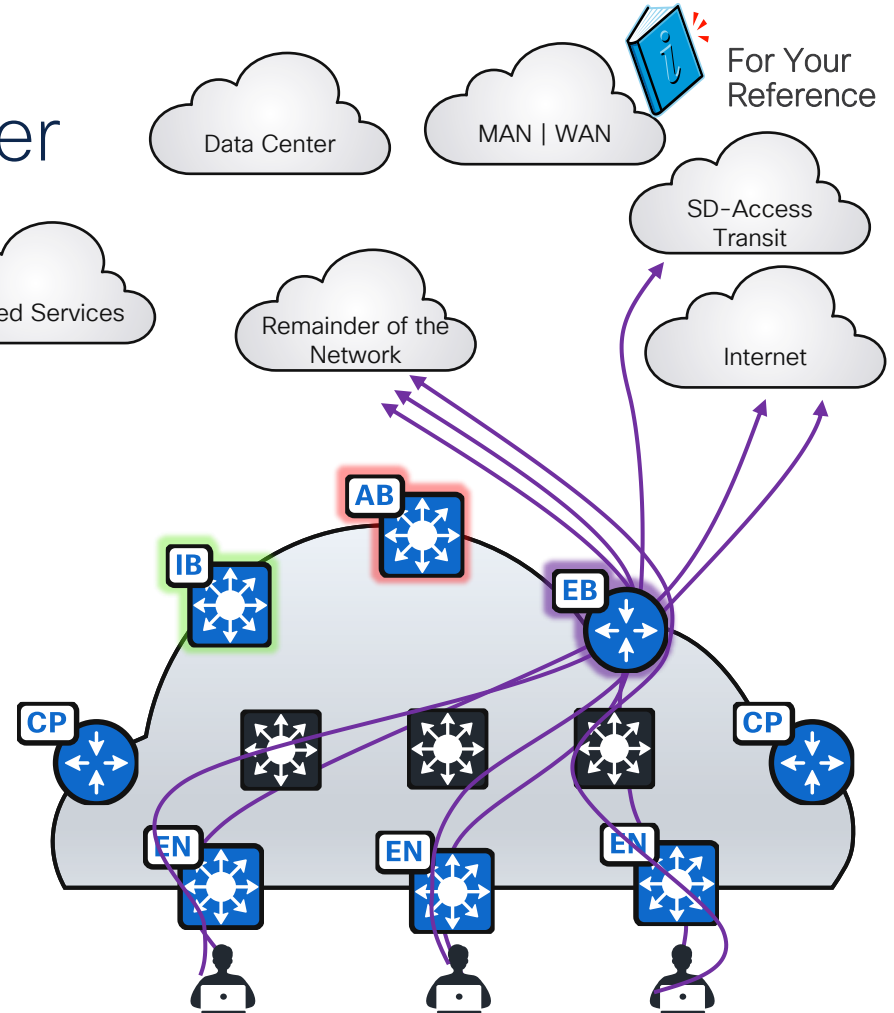 For Your
Reference
er
Data Center
MAN | WAN
SD-Access
Transit
ed Services
Remainder of the
Network
Internet
AB
IB
EB
CP
CP
EN
EN
EN